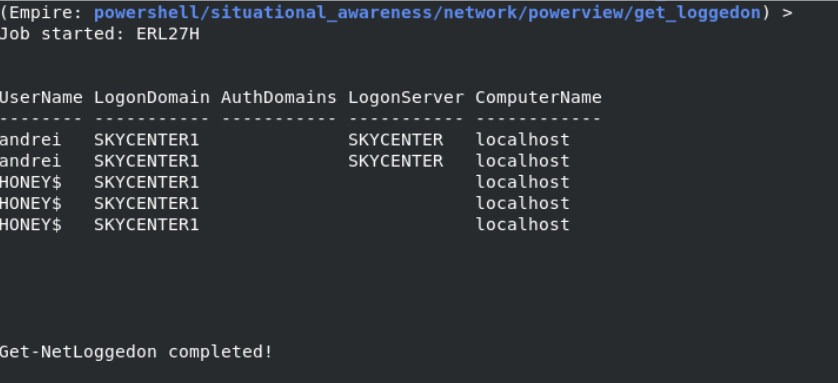 (Empire: powershell/situational_awareness/network/powerview/get_loggedon) >
Job started: ERL27H
UserName LogonDomain AuthDomains LogonServer ComputerName
-------- ----------- ----------- ----------- ------------
andrei   SKYCENTER1              SKYCENTER   localhost
andrei   SKYCENTER1              SKYCENTER   localhost
HONEY$   SKYCENTER1                          localhost
HONEY$   SKYCENTER1                          localhost
HONEY$   SKYCENTER1                          localhost
Get-NetLoggedon completed!